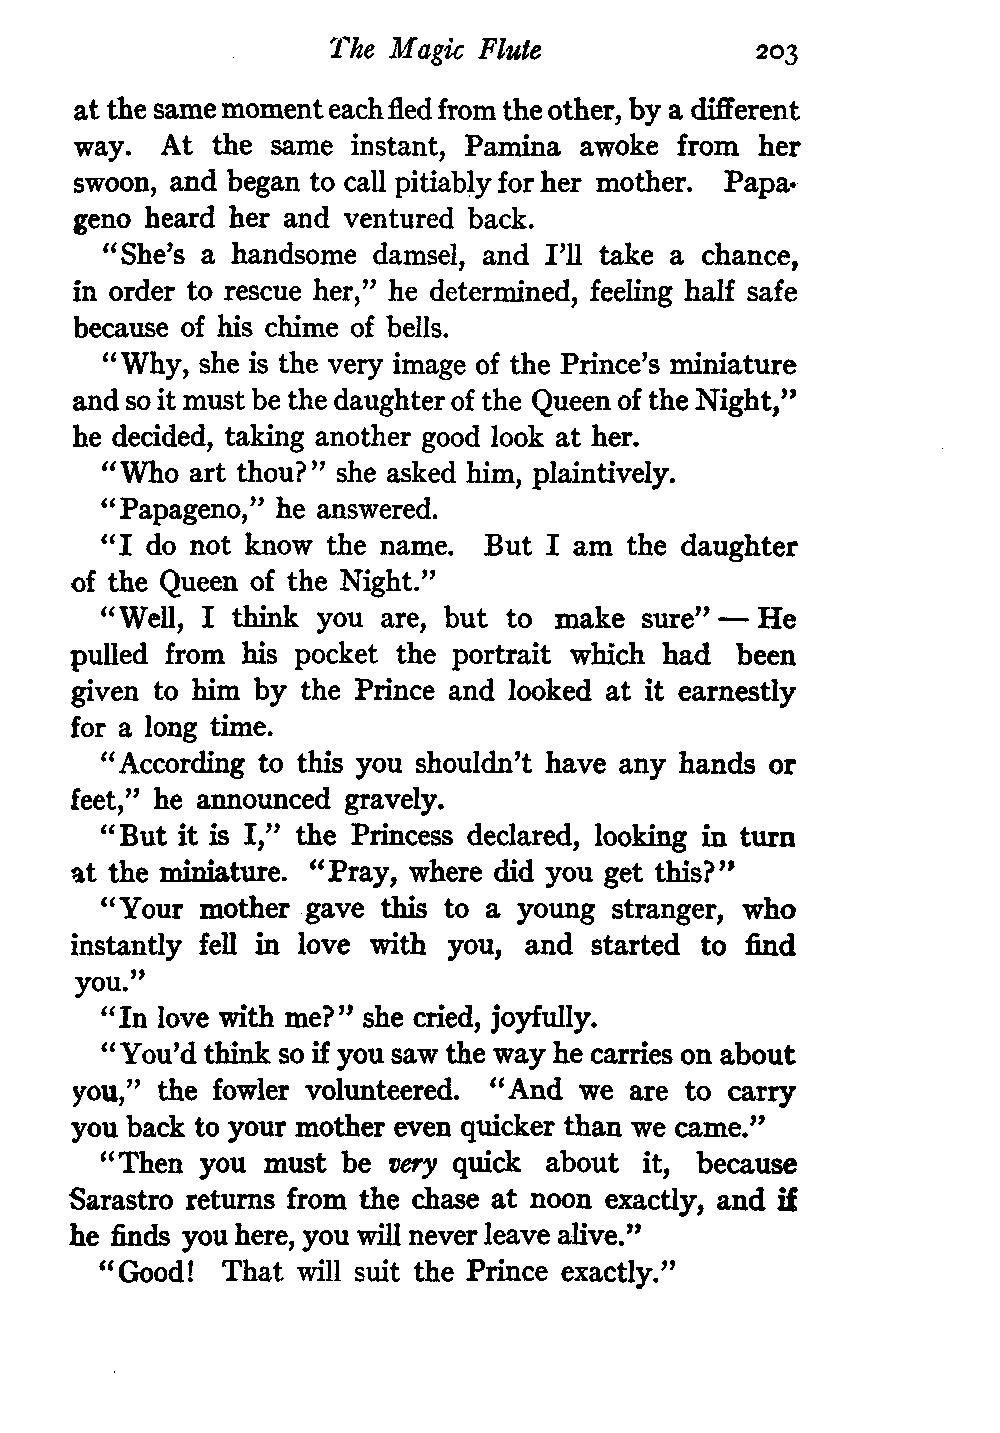 The Magic Flute 203
at the same moment each fled from the other, by a different
way. At the same instant, Pamina awoke from her
swoon, and began to call pitiably for her mother. Papa-
geno heard her and ventured back.
"She's a handsome damsel, and I'll take a chance,
in order to rescue her," he determined, feeling half safe
because of his chime of bells.
"Why, she is the very image of the Prince's miniature
and so it must be the daughter of the Queen of the Night,"
he decided, taking another good look at her.
"Who art thou?" she asked him, plaintively.
"Papageno," he answered.
"I do not know the name. But I am the daughter
of the Queen of the Night."
"Well, I think you are, but to make sure" — He
pulled from his pocket the portrait which had been
given to him by the Prince and looked at it earnestly
for a long time.
"According to this you shouldn't have any hands or
feet," he announced gravely.
"But it is I," the Princess declared, looking in turn
at the miniature. "Pray, where did you get this?"
"Your mother gave this to a young stranger, who
instantly fell in love with you, and started to find
you."
"In love with me?" she cried, joyfully.
"You'd think so if you saw the way he carries on about
you," the fowler volunteered. "And we are to carry
you back to your mother even quicker than we came."
"Then you must be very quick about it, because
Sarastro returns from the chase at noon exactly, and if
he finds you here, you will never leave alive."
"Good! That will suit the Prince exactly."